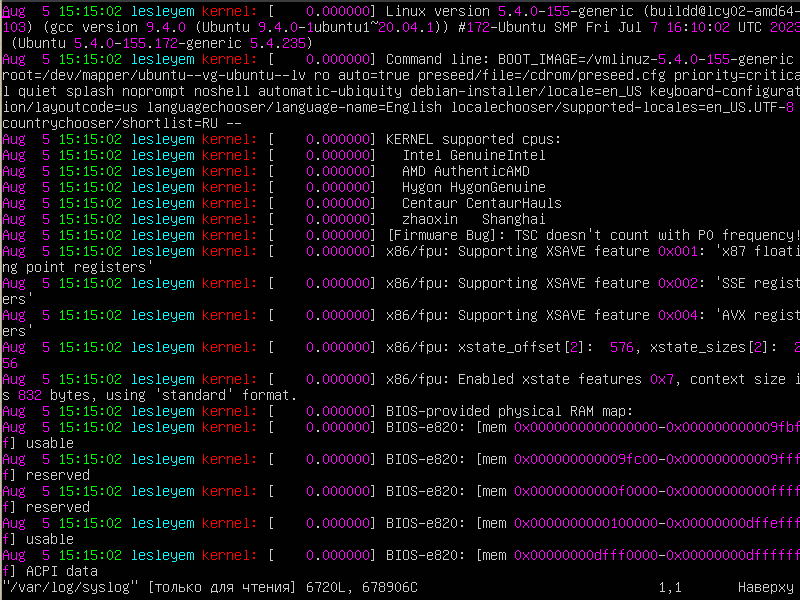 Aug  5 15:15:02 lesleyem kernel: [    0.000000] Linux version 5.4.0-155-generic (buildd@lcy02-amd64-
103) (gcc version 9.4.0 (Ubuntu 9.4.0-1ubuntu1~20.04.1)) #172-Ubuntu SMP Fri Jul 7 16:10:02 UTC 2023
 (Ubuntu 5.4.0-155.172-generic 5.4.235)
Aug  5 15:15:02 lesleyem kernel: [    0.000000] Command line: BOOT_IMAGE=/vmlinuz-5.4.0-155-generic
root=/dev/mapper/ubuntu--vg-ubuntu--lv ro auto=true preseed/file=/cdrom/preseed.cfg priority=critica
l quiet splash noprompt noshell automatic-ubiquity debian-installer/locale=en_US keyboard-configurat
ion/layoutcode=us languagechooser/language-name=English localechooser/supported-locales=en_US.UTF-8
countrychooser/shortlist=RU --
Aug  5 15:15:02 lesleyem kernel: [    0.000000] KERNEL supported cpus:
Aug  5 15:15:02 lesleyem kernel: [    0.000000]   Intel GenuineIntel
Aug  5 15:15:02 lesleyem kernel: [    0.000000]   AMD AuthenticAMD
Aug  5 15:15:02 lesleyem kernel: [    0.000000]   Hygon HygonGenuine
Aug  5 15:15:02 lesleyem kernel: [    0.000000]   Centaur CentaurHauls
Aug  5 15:15:02 lesleyem kernel: [    0.000000]   zhaoxin   Shanghai
Aug  5 15:15:02 lesleyem kernel: [    0.000000] [Firmware Bug]: TSC doesn't count with P0 frequency!
Aug  5 15:15:02 lesleyem kernel: [    0.000000] x86/fpu: Supporting XSAVE feature 0x001: 'x87 floati
ng point registers'
Aug  5 15:15:02 lesleyem kernel: [    0.000000] x86/fpu: Supporting XSAVE feature 0x002: 'SSE regist
ers'
Aug  5 15:15:02 lesleyem kernel: [    0.000000] x86/fpu: Supporting XSAVE feature 0x004: 'AVX regist
ers'
Aug  5 15:15:02 lesleyem kernel: [    0.000000] x86/fpu: xstate_offset[2]:  576, xstate_sizes[2]:  2
56
Aug  5 15:15:02 lesleyem kernel: [    0.000000] x86/fpu: Enabled xstate features 0x7, context size i
s 832 bytes, using 'standard' format.
Aug  5 15:15:02 lesleyem kernel: [    0.000000] BIOS-provided physical RAM map:
Aug  5 15:15:02 lesleyem kernel: [    0.000000] BIOS-e820: [mem 0x0000000000000000-0x000000000009fbf
f] usable
Aug  5 15:15:02 lesleyem kernel: [    0.000000] BIOS-e820: [mem 0x000000000009fc00-0x000000000009fff
f] reserved
Aug  5 15:15:02 lesleyem kernel: [    0.000000] BIOS-e820: [mem 0x00000000000f0000-0x00000000000ffff
f] reserved
Aug  5 15:15:02 lesleyem kernel: [    0.000000] BIOS-e820: [mem 0x0000000000100000-0x00000000dffefff
f] usable
Aug  5 15:15:02 lesleyem kernel: [    0.000000] BIOS-e820: [mem 0x00000000dfff0000-0x00000000dffffff
f] ACPI data
"/var/log/syslog" [только для чтения] 6720L, 678906C                              1,1       Наверху